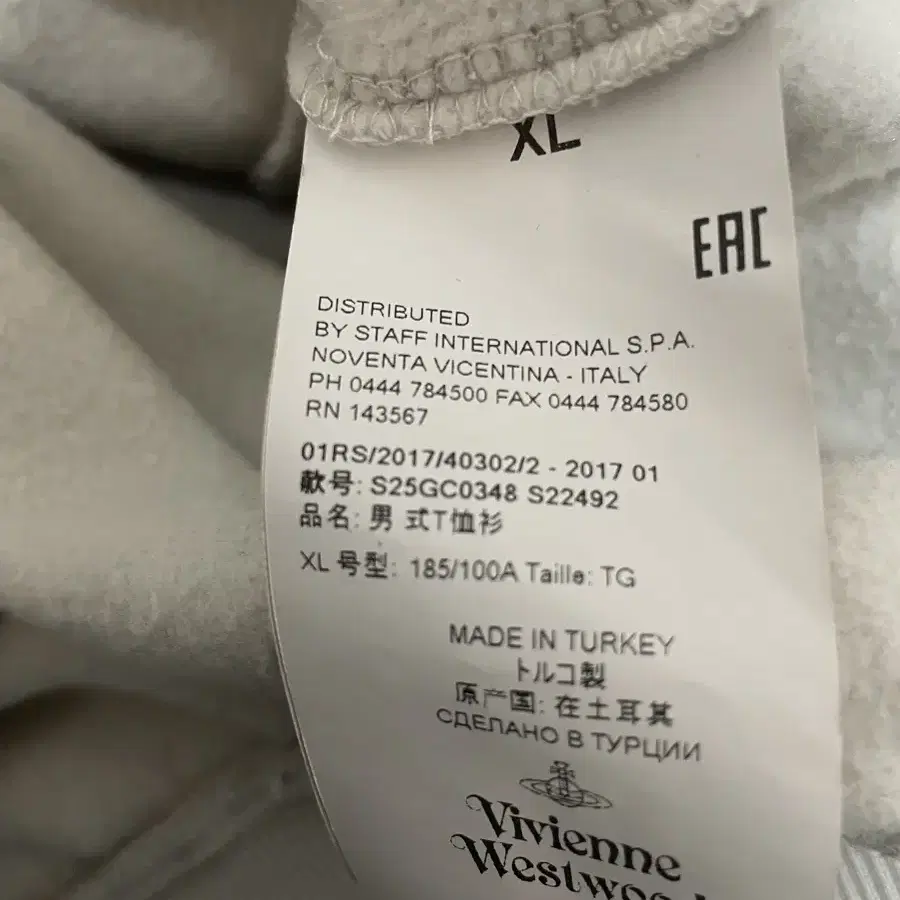 XL
EAC
DISTRIBUTED
BY STAFF INTERNATIONAL S.P.A.
NOVENTA VICENTINA - ITALY
PH 0444 784500 FAX 0444 784580
RN 143567
01RS/2017/40302/2 - 2017 01
款号: S25GC0348 S22492
品名: 男 式T恤衫
XL 号型: 185/100A Taille: TG
MADE IN TURKEY
トルコ製
原产国: 在土耳其
СДЕЛАНО В ТУРЦИИ
Vivienne
Westwoo